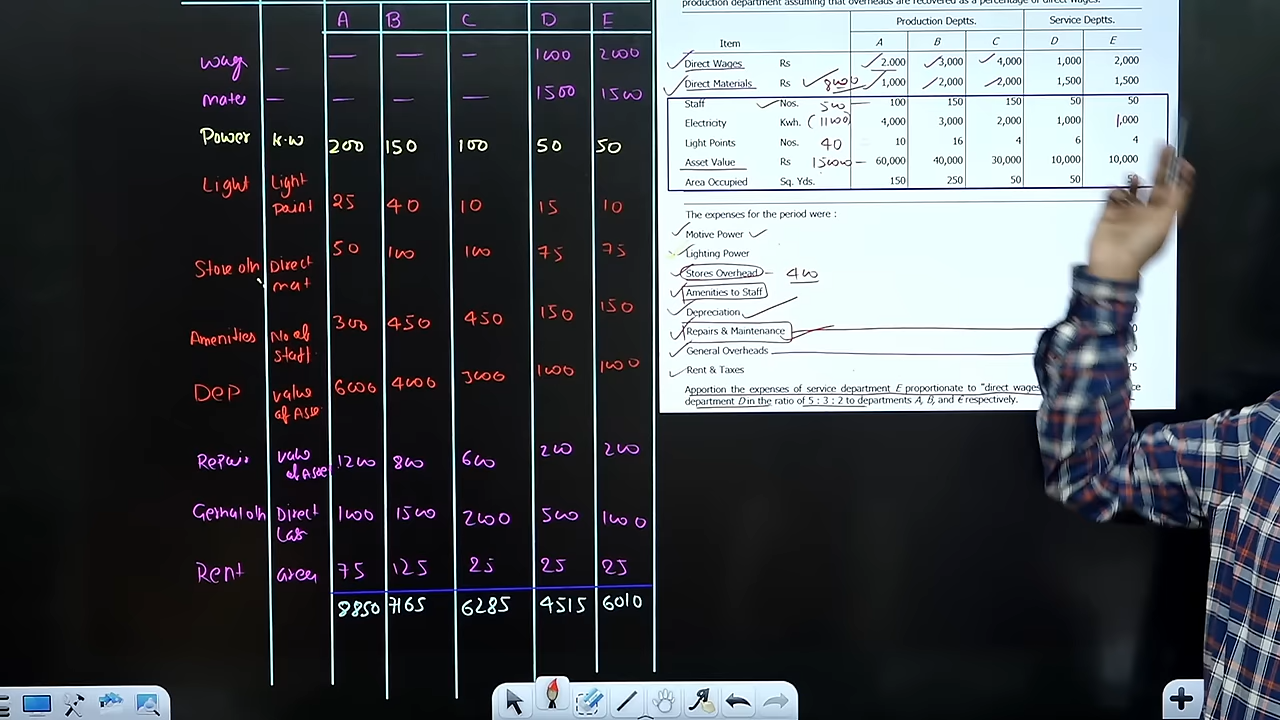 A B C D E
wag — — — — 1000 2000
mate — — — — 1500 1500
Power K.W 200 150 100 50 50
Light Light Point 25 40 10 15 10
Store oh Direct mat 50 100 100 75 75
Amenities No of staff 300 450 450 150 150
DEP value of Asse 6000 4000 3000 1000 1000
Repair valu of Asse 1200 800 600 200 200
Gernal oh Direct Lab 1000 1500 2000 500 1000
Rent area 75 125 25 25 25
8850 7165 6285 4515 6010
production department assuming that overheads are recovered as a percentage of direct wages.
Production Deptts. Service Deptts.
Item A B C D E
Direct Wages Rs 2.000 3,000 4,000 1,000 2,000
Direct Materials Rs 8000 1,000 2,000 2,000 1,500 1,500
Staff Nos. 500 100 150 150 50 50
Electricity Kwh. (1100) 4,000 3,000 2,000 1,000 1,000
Light Points Nos. 40 10 16 4 6 4
Asset Value Rs 15000 60,000 40,000 30,000 10,000 10,000
Area Occupied Sq. Yds. 150 250 50 50 50
The expenses for the period were :
Motive Power
Lighting Power
Stores Overhead — 400
Amenities to Staff
Depreciation
Repairs & Maintenance
General Overheads
Rent & Taxes
Apportion the expenses of service department E proportionate to "direct wages
department D in the ratio of 5 : 3 : 2 to departments A, B, and C respectively.